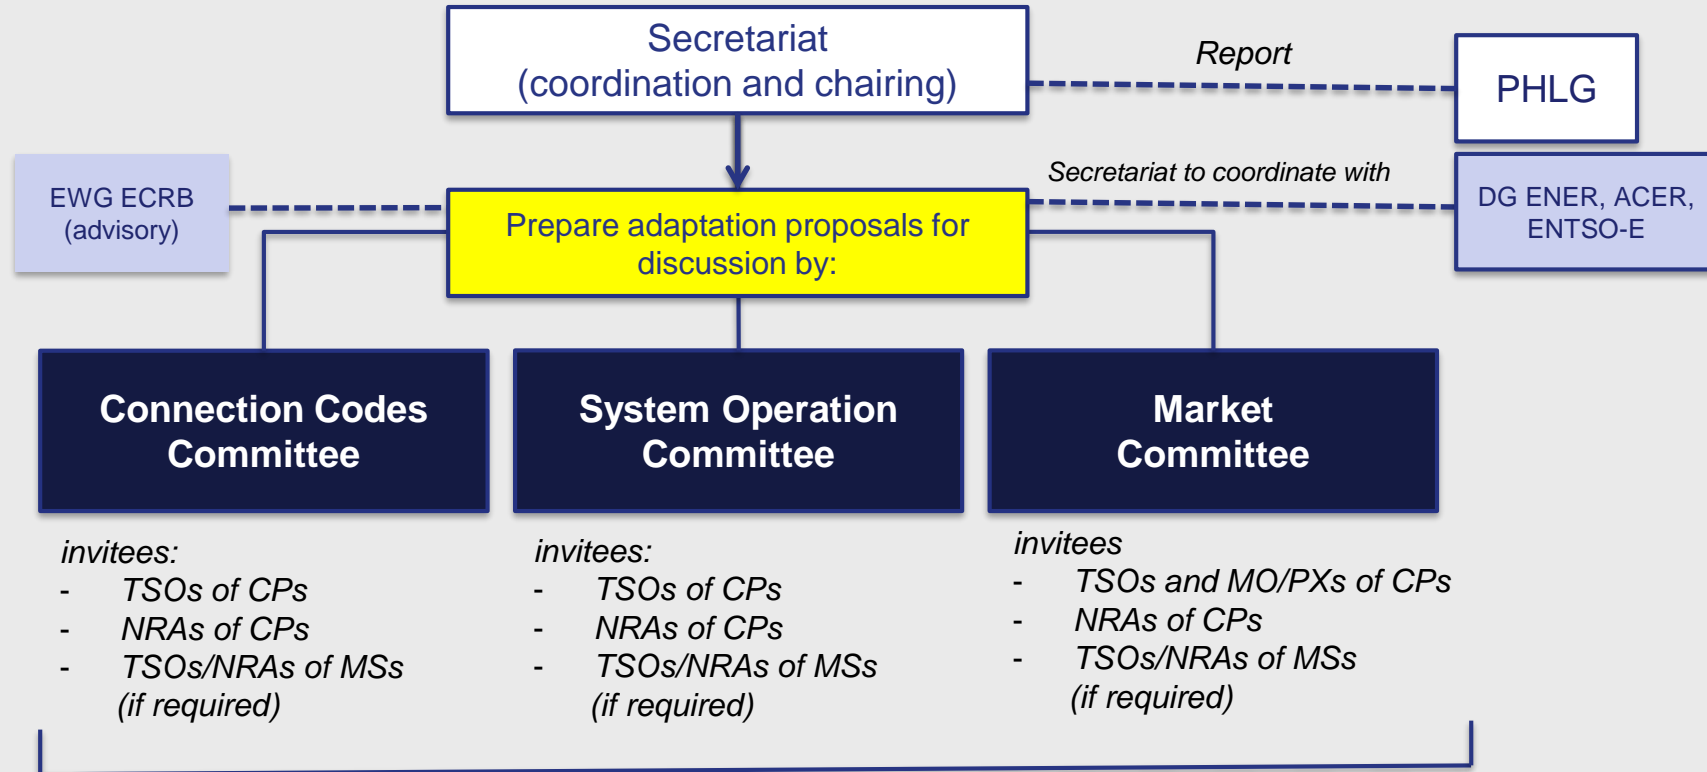 Secretariat
(coordination and chairing)
Report
PHLG
EWG ECRB
(advisory)
Secretariat to coordinate with
DG ENER, ACER,
ENTSO-E
Prepare adaptation proposals for
discussion by:
Connection Codes
Committee
System Operation
Committee
Market
Committee
invitees:
- TSOs of CPs
- NRAs of CPs
- TSOs/NRAs of MSs
(if required)
invitees:
- TSOs of CPs
- NRAs of CPs
- TSOs/NRAs of MSs
(if required)
invitees
- TSOs and MO/PXs of CPs
- NRAs of CPs
- TSOs/NRAs of MSs
(if required)